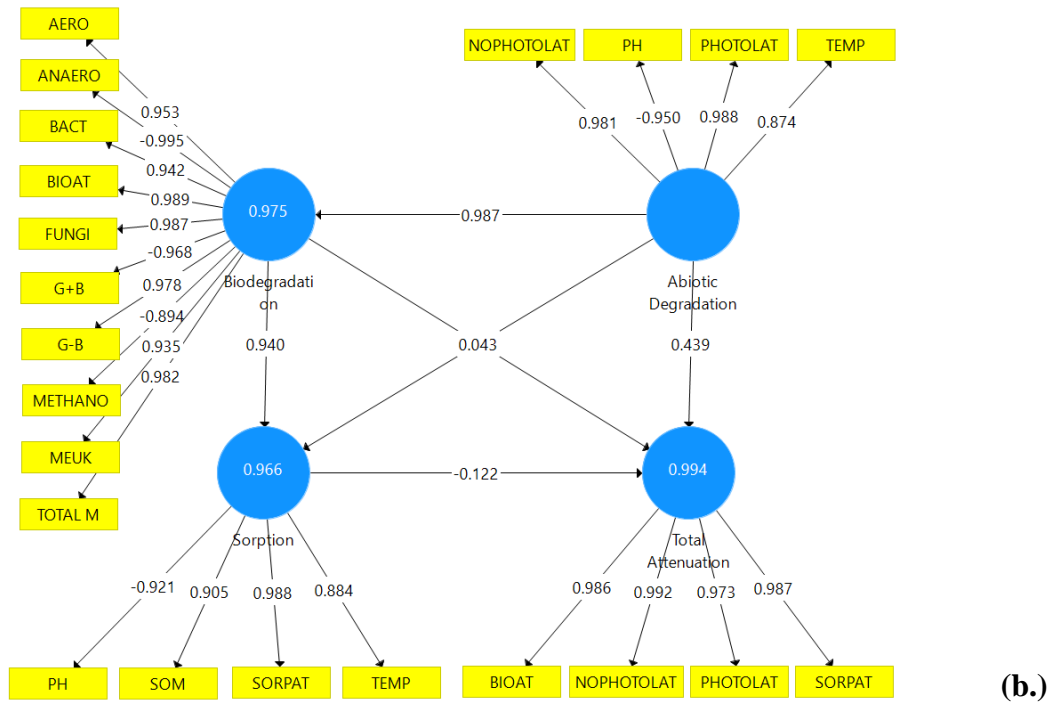 AERO
ANAERO
BACT
BIOAT
FUNGI
G+B
G-B
METHANO
MEUK
TOTAL M
0.953
-0.995
0.942
0.989
0.987
-0.968
0.978
-0.894
0.935
0.982
NOPHOTOLAT
PH
PHOTOLAT
TEMP
0.981
-0.950
0.988
0.874
0.975
Biodegradati
on
0.987
Abiotic
Degradation
0.940
0.043
0.439
0.966
Sorption
-0.122
0.994
Total
Attenuation
-0.921
0.905
0.988
0.884
PH
SOM
SORPAT
TEMP
0.986
0.992
0.973
0.987
BIOAT
NOPHOTOLAT
PHOTOLAT
SORPAT
(b.)